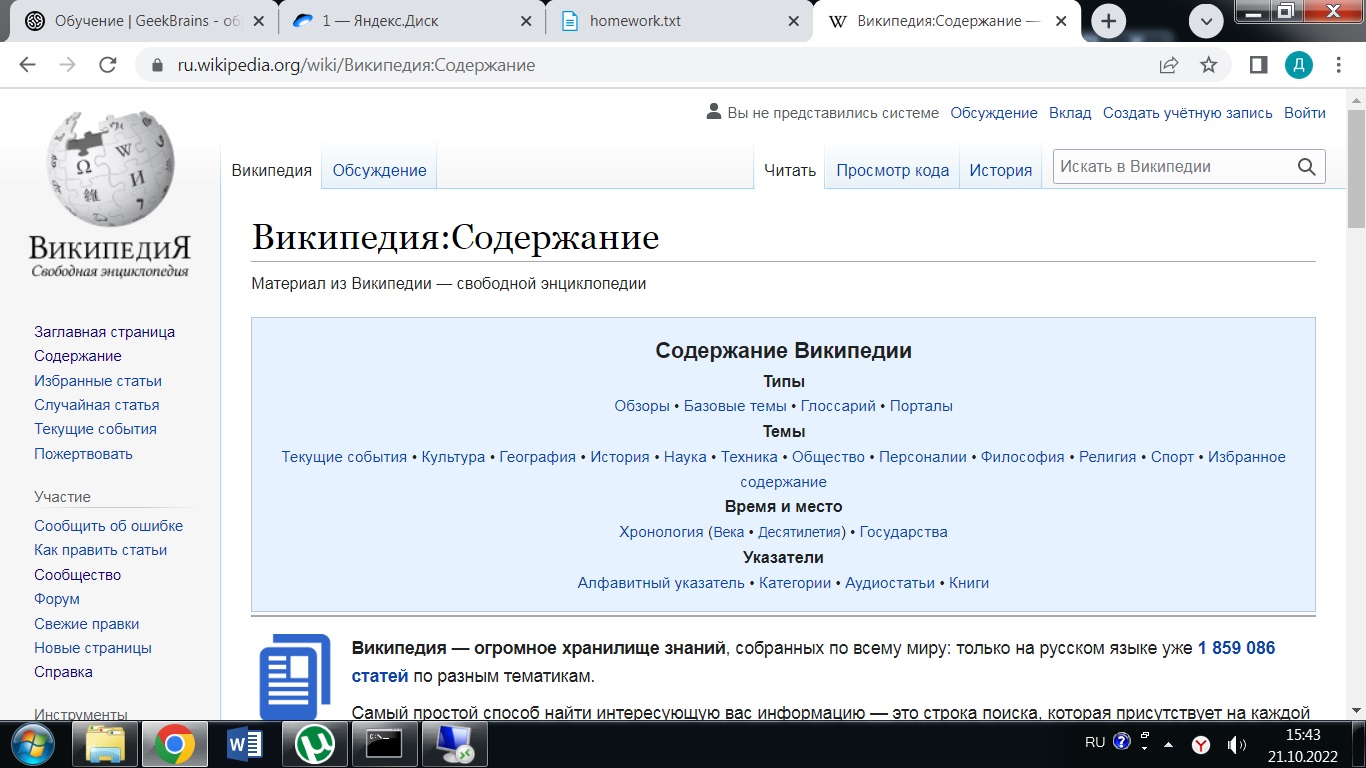 Обучение | GeekBrains - об
1 — Яндекс.Диск
homework.txt
Википедия:Содержание —
ru.wikipedia.org/wiki/Википедия:Содержание
Д
Вы не представились системе Обсуждение Вклад Создать учётную запись Войти
Википедия Обсуждение Читать Просмотр кода История Искать в Википедии
Ω W И 維
ВикипедиЯ
Свободная энциклопедия
Википедия:Содержание
Материал из Википедии — свободной энциклопедии
Заглавная страница
Содержание
Избранные статьи
Случайная статья
Текущие события
Пожертвовать
Участие
Сообщить об ошибке
Как править статьи
Сообщество
Форум
Свежие правки
Новые страницы
Справка
Инструменты
Содержание Википедии
Типы
Обзоры • Базовые темы • Глоссарий • Порталы
Темы
Текущие события • Культура • География • История • Наука • Техника • Общество • Персоналии • Философия • Религия • Спорт • Избранное
содержание
Время и место
Хронология (Века • Десятилетия) • Государства
Указатели
Алфавитный указатель • Категории • Аудиостатьи • Книги
Википедия — огромное хранилище знаний, собранных по всему миру: только на русском языке уже 1 859 086
статей по разным тематикам.
Самый простой способ найти интересующую вас информацию — это строка поиска, которая присутствует на каждой
RU
15:43
21.10.2022